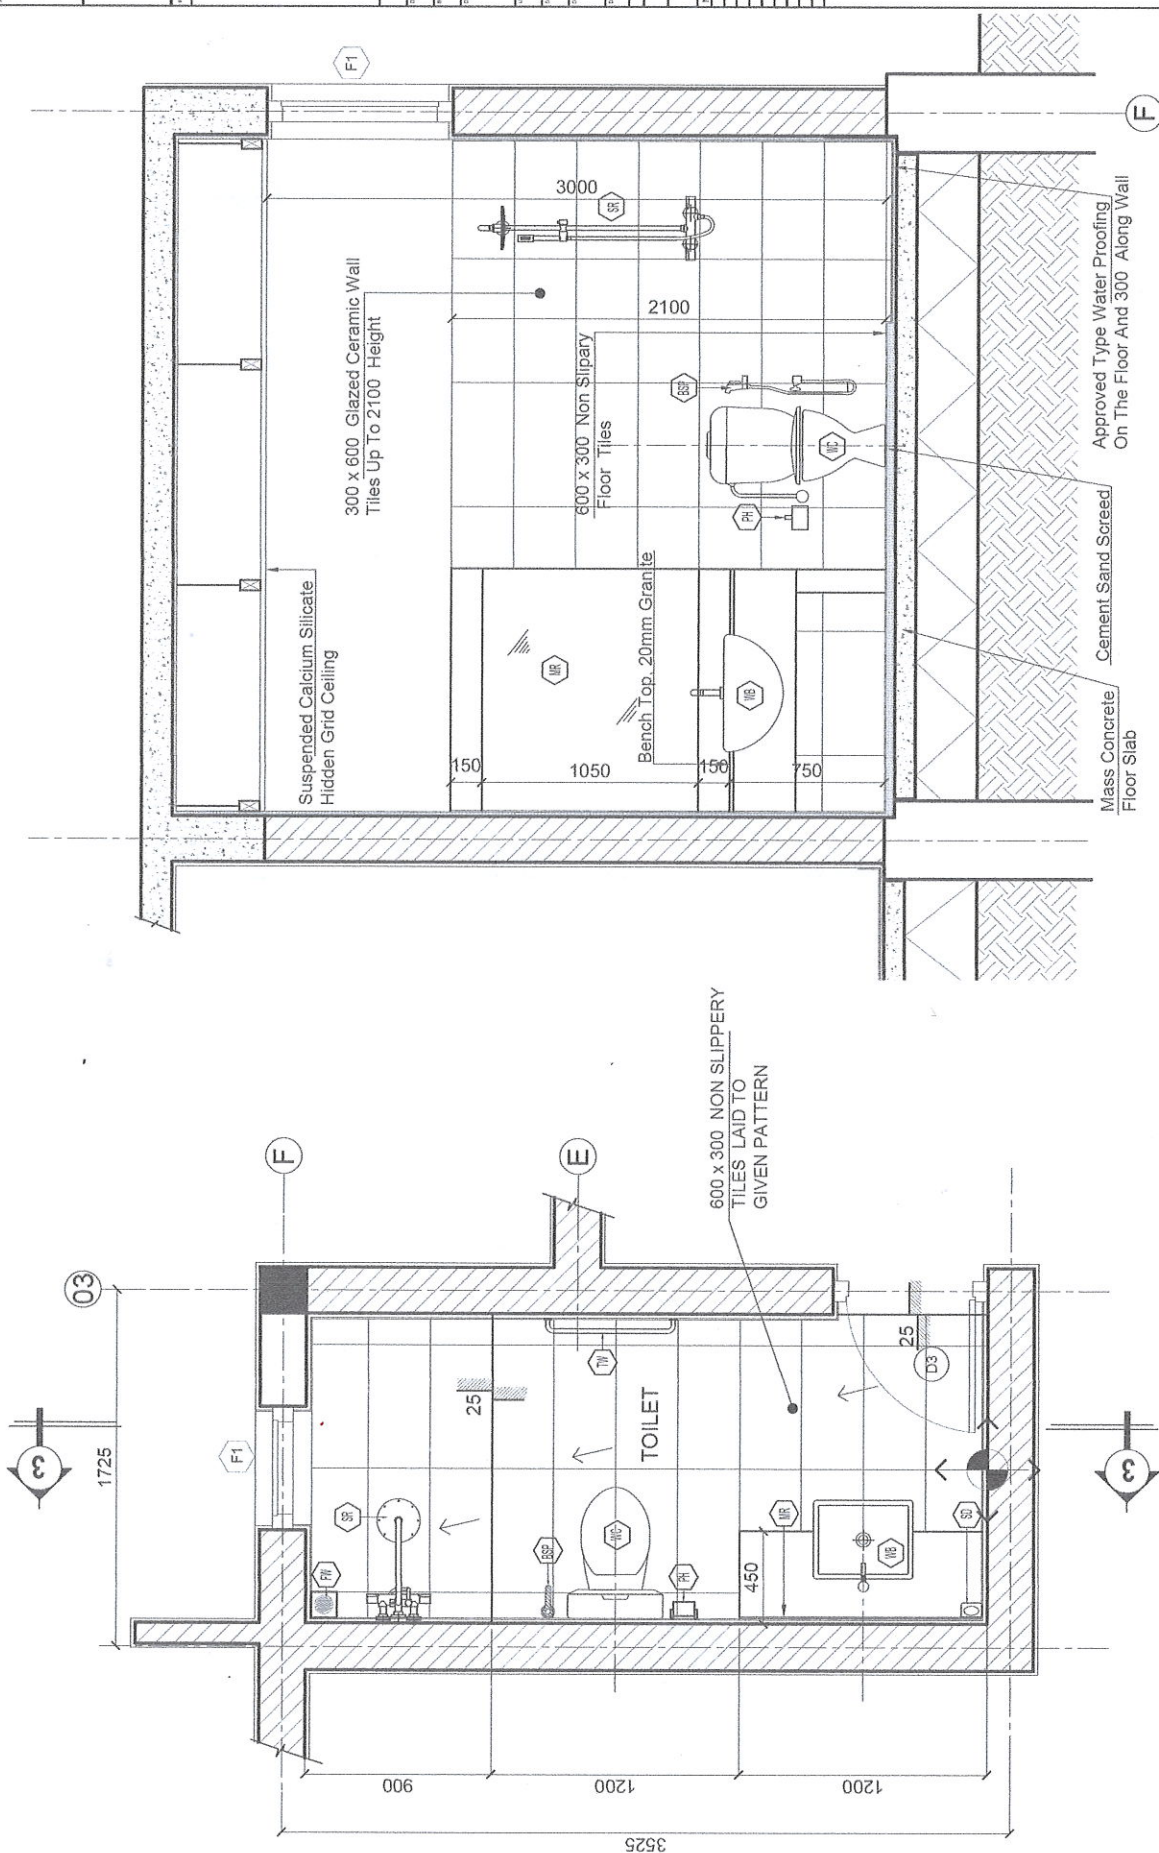 F1
3000
SR
300 x 600 Glazed Ceramic Wall
Tiles Up To 2100 Height
2100
600 x 300 Non Slipary
Floor Tiles
BSP
WC
PH
Suspended Calcium Silicate
Hidden Grid Ceiling
MR
Bench Top, 20mm Granite
WB
150
1050
150
750
F
Approved Type Water Proofing
On The Floor And 300 Along Wall
Cement Sand Screed
Mass Concrete
Floor Slab
03
F
E
3
1725
F1
600 x 300 NON SLIPPERY
TILES LAID TO
GIVEN PATTERN
25
TW
TOILET
25
D3
3
SR
FW
BSP
WC
PH
MR
450
WB
SD
900
1200
1200
3525